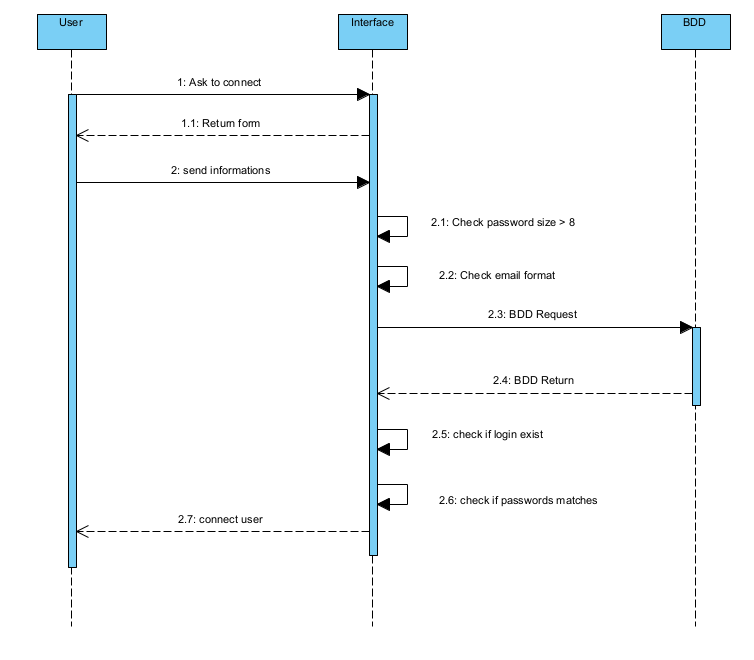 User
Interface
BDD
1: Ask to connect
1.1: Return form
2: send informations
2.1: Check password size > 8
2.2: Check email format
2.3: BDD Request
2.4: BDD Return
2.5: check if login exist
2.6: check if passwords matches
2.7: connect user